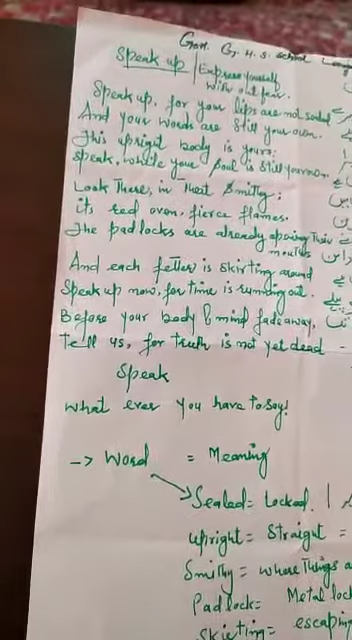 Govt. G. H. S. School
Speak up / Express yourself
with out fear.
Speak up, for your lips are not sealed
And your words are still your own.
This upright body is yours;
Speak, while your soul is still your own.
Look There, in That Smithy;
its red oven, fierce flames.
The padlocks are already opening Their
mouths
And each fetter is skirting around
Speak up now, for time is running out.
Before your body & mind fade away,
tell us, for truth is not yet dead
Speak
What ever you have to say!
-> Word = Meaning
Sealed = Locked.
upright = Straight =
Smithy = where Things a
Padlock = Metal lock
Skirting = escaping